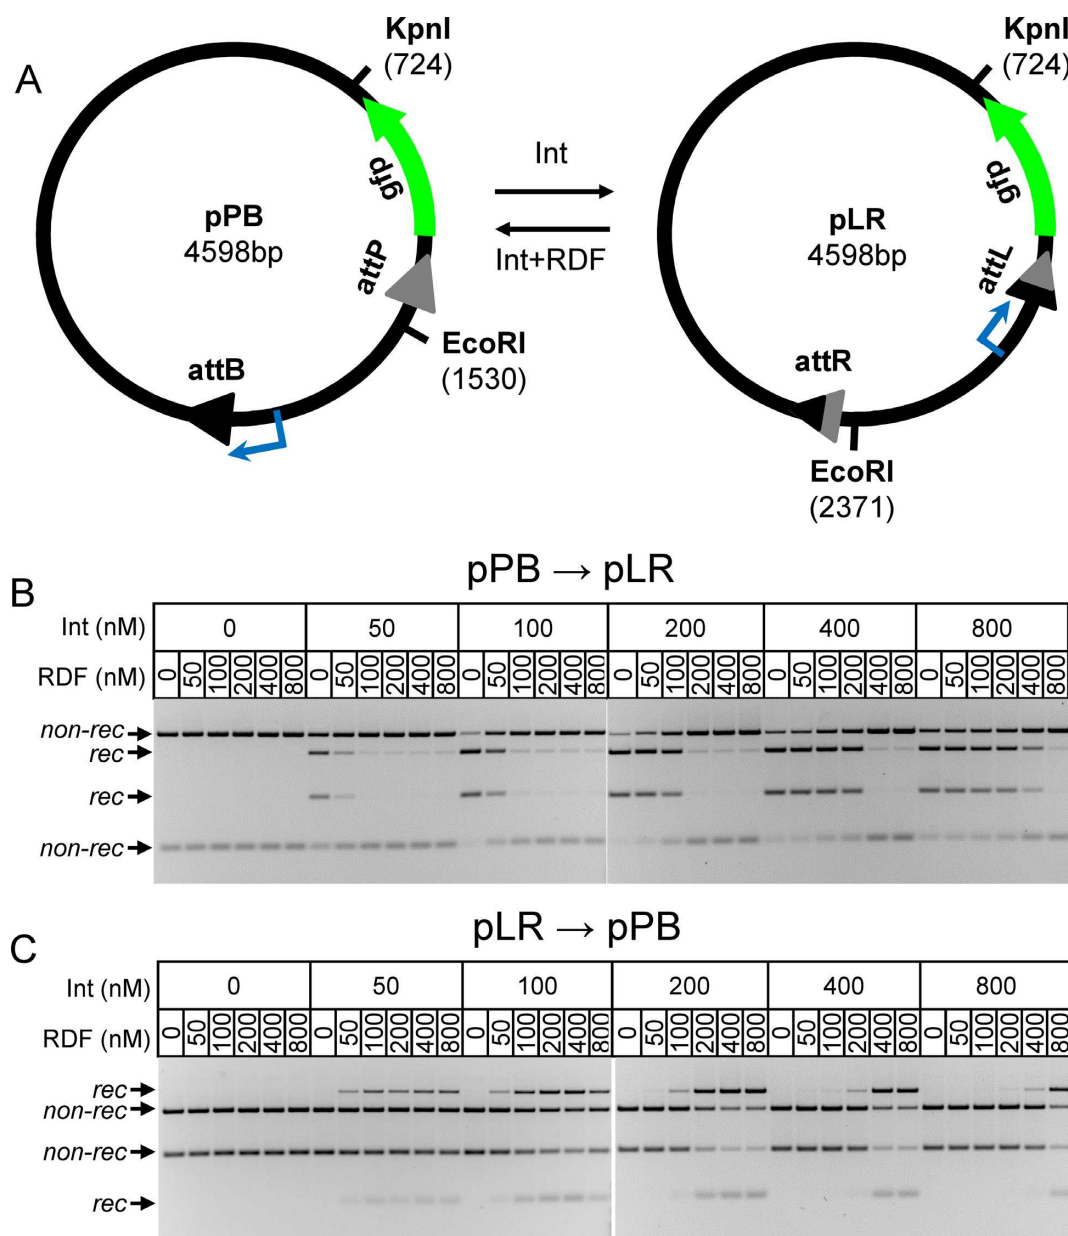 A
KpnI
(724)
gfp
pPB
4598bp
attP
EcoRI
(1530)
attB
Int
Int+RDF
KpnI
(724)
gfp
pLR
4598bp
attL
attR
EcoRI
(2371)
B
pPB → pLR
Int (nM) 0 50 100 200 400 800
RDF (nM) 0 50 100 200 400 800 0 50 100 200 400 800 0 50 100 200 400 800 0 50 100 200 400 800 0 50 100 200 400 800 0 50 100 200 400 800
non-rec
rec
rec
non-rec
C
pLR → pPB
Int (nM) 0 50 100 200 400 800
RDF (nM) 0 50 100 200 400 800 0 50 100 200 400 800 0 50 100 200 400 800 0 50 100 200 400 800 0 50 100 200 400 800 0 50 100 200 400 800
rec
non-rec
non-rec
rec